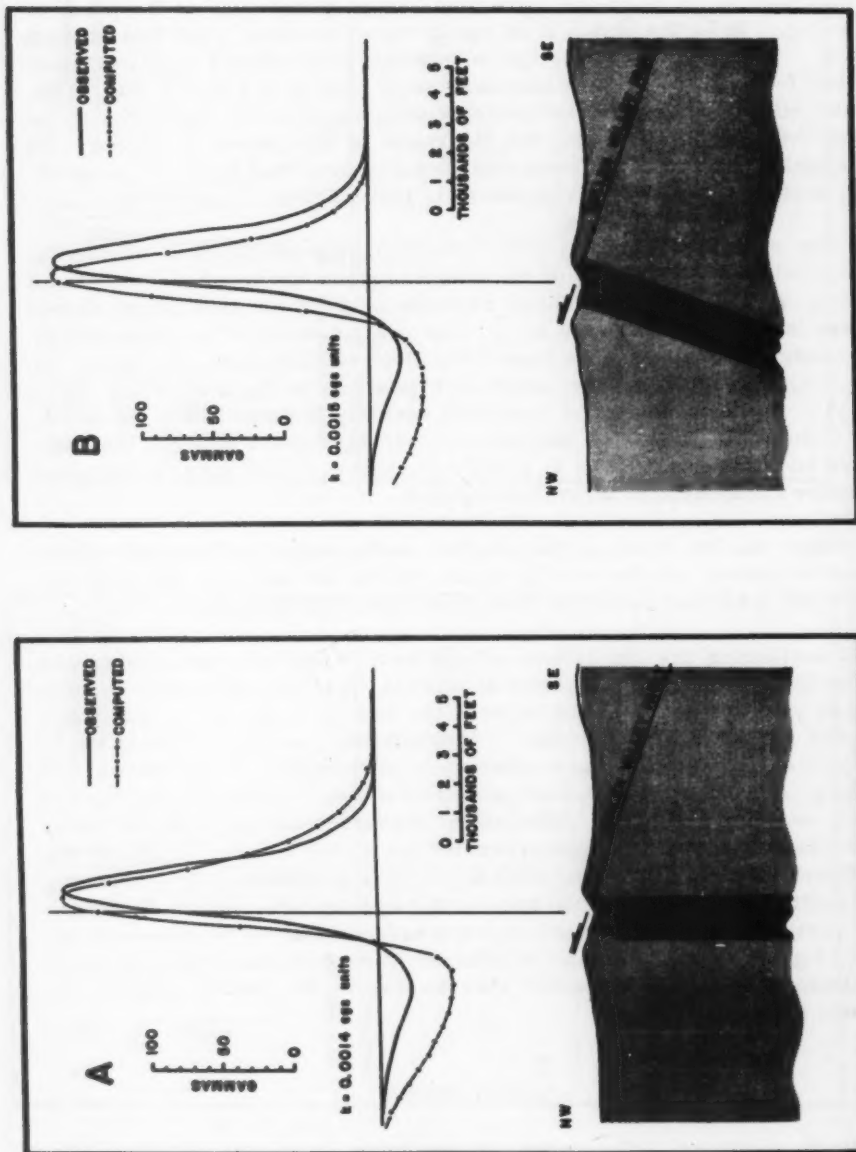 A
OBSERVED
COMPUTED
100
50
0
GAMMAS
k = 0.0014 cgs units
0 1 2 3 4 5
THOUSANDS OF FEET
NW
SE
B
OBSERVED
COMPUTED
100
50
0
GAMMAS
k = 0.0015 cgs units
0 1 2 3 4 5
THOUSANDS OF FEET
NW
SE